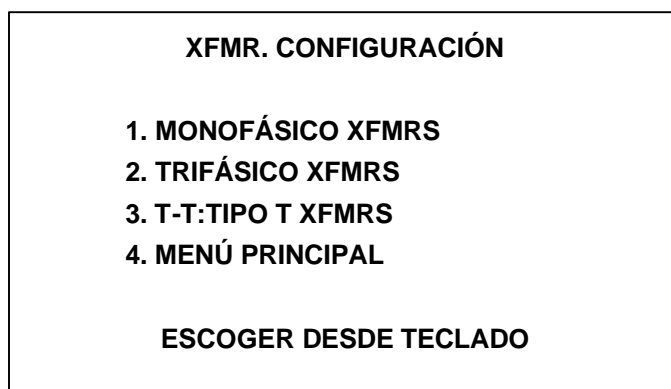 XFMR. CONFIGURACIÓN
1. MONOFÁSICO XFMRS
2. TRIFÁSICO XFMRS
3. T-T:TIPO T XFMRS
4. MENÚ PRINCIPAL
ESCOGER DESDE TECLADO